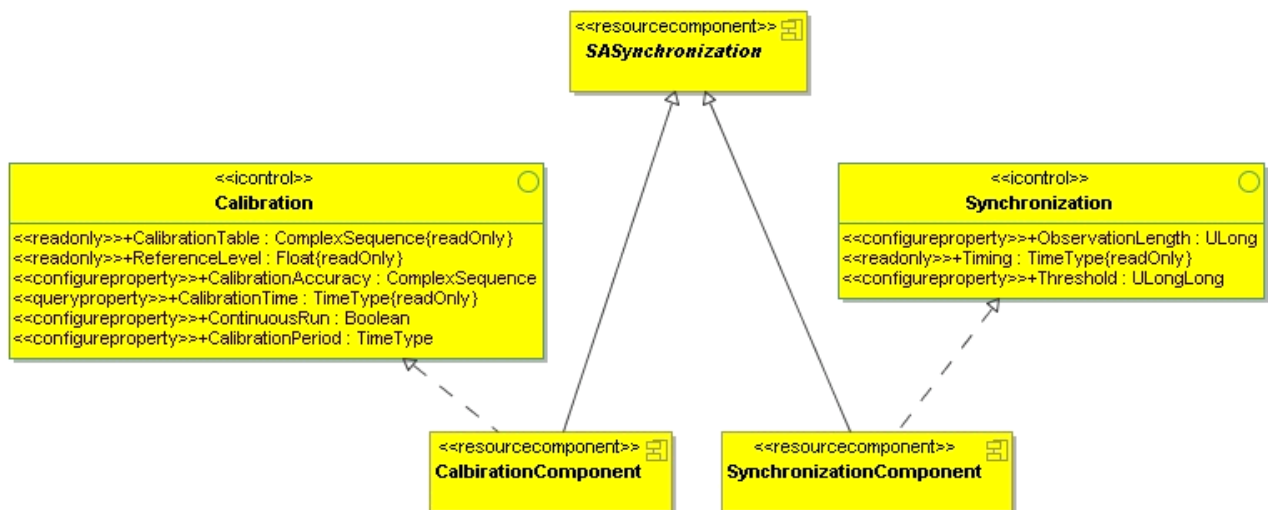 <<resourcecomponent>>
SASynchronization
<<icontrol>>
Calibration
<<readonly>>+CalibrationTable : ComplexSequence{readOnly}
<<readonly>>+ReferenceLevel : Float{readOnly}
<<configureproperty>>+CalibrationAccuracy : ComplexSequence
<<queryproperty>>+CalibrationTime : TimeType{readOnly}
<<configureproperty>>+ContinuousRun : Boolean
<<configureproperty>>+CalibrationPeriod : TimeType
<<icontrol>>
Synchronization
<<configureproperty>>+ObservationLength : ULong
<<readonly>>+Timing : TimeType{readOnly}
<<configureproperty>>+Threshold : ULongLong
<<resourcecomponent>>
CalbirationComponent
<<resourcecomponent>>
SynchronizationComponent